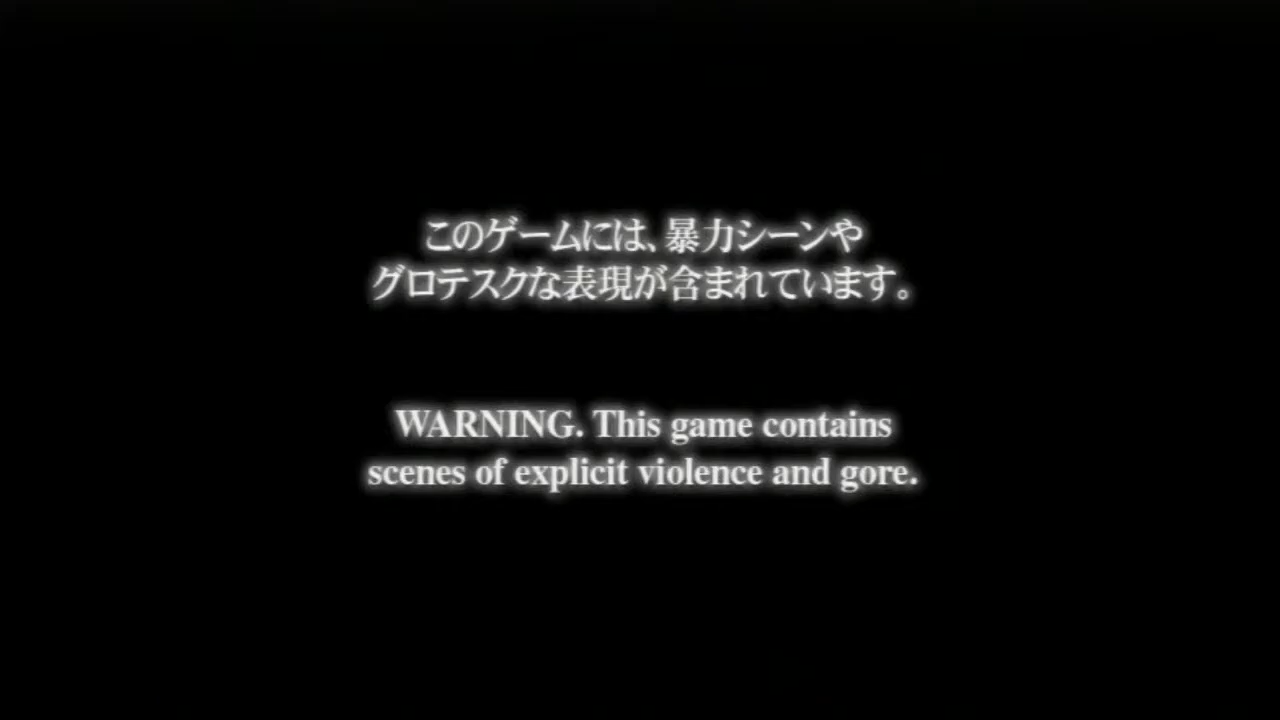 このゲームには、暴力シーンや
グロテスクな表現が含まれています。
WARNING. This game contains
scenes of explicit violence and gore.